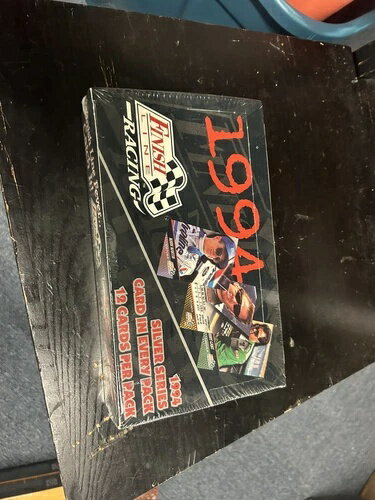 1994
FINISH
LINE
RACING
1994
SILVER SERIES
CARD IN EVERY PACK
12 CARDS PER PACK